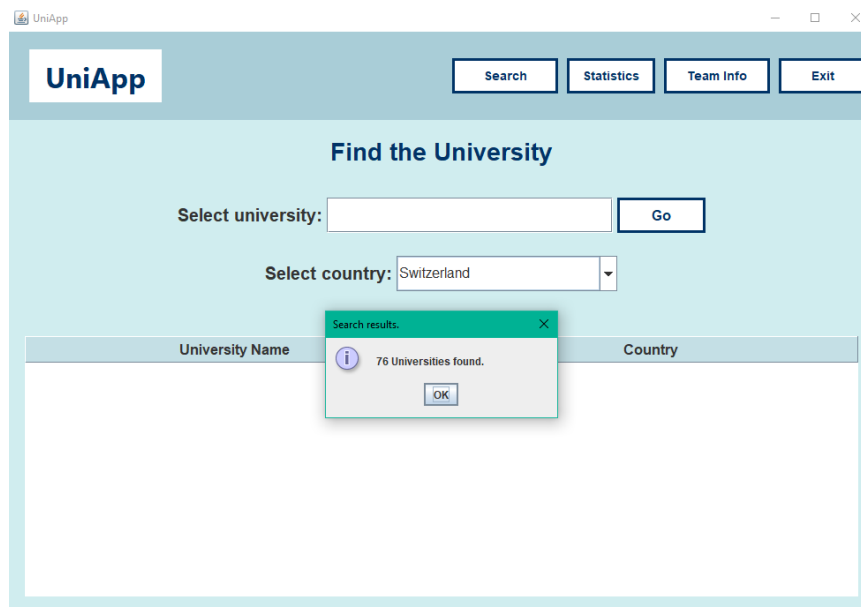 UniApp
UniApp
Search Statistics Team Info Exit
Find the University
Select university: Go
Select country: Switzerland
Search results.
University Name Country
76 Universities found.
OK